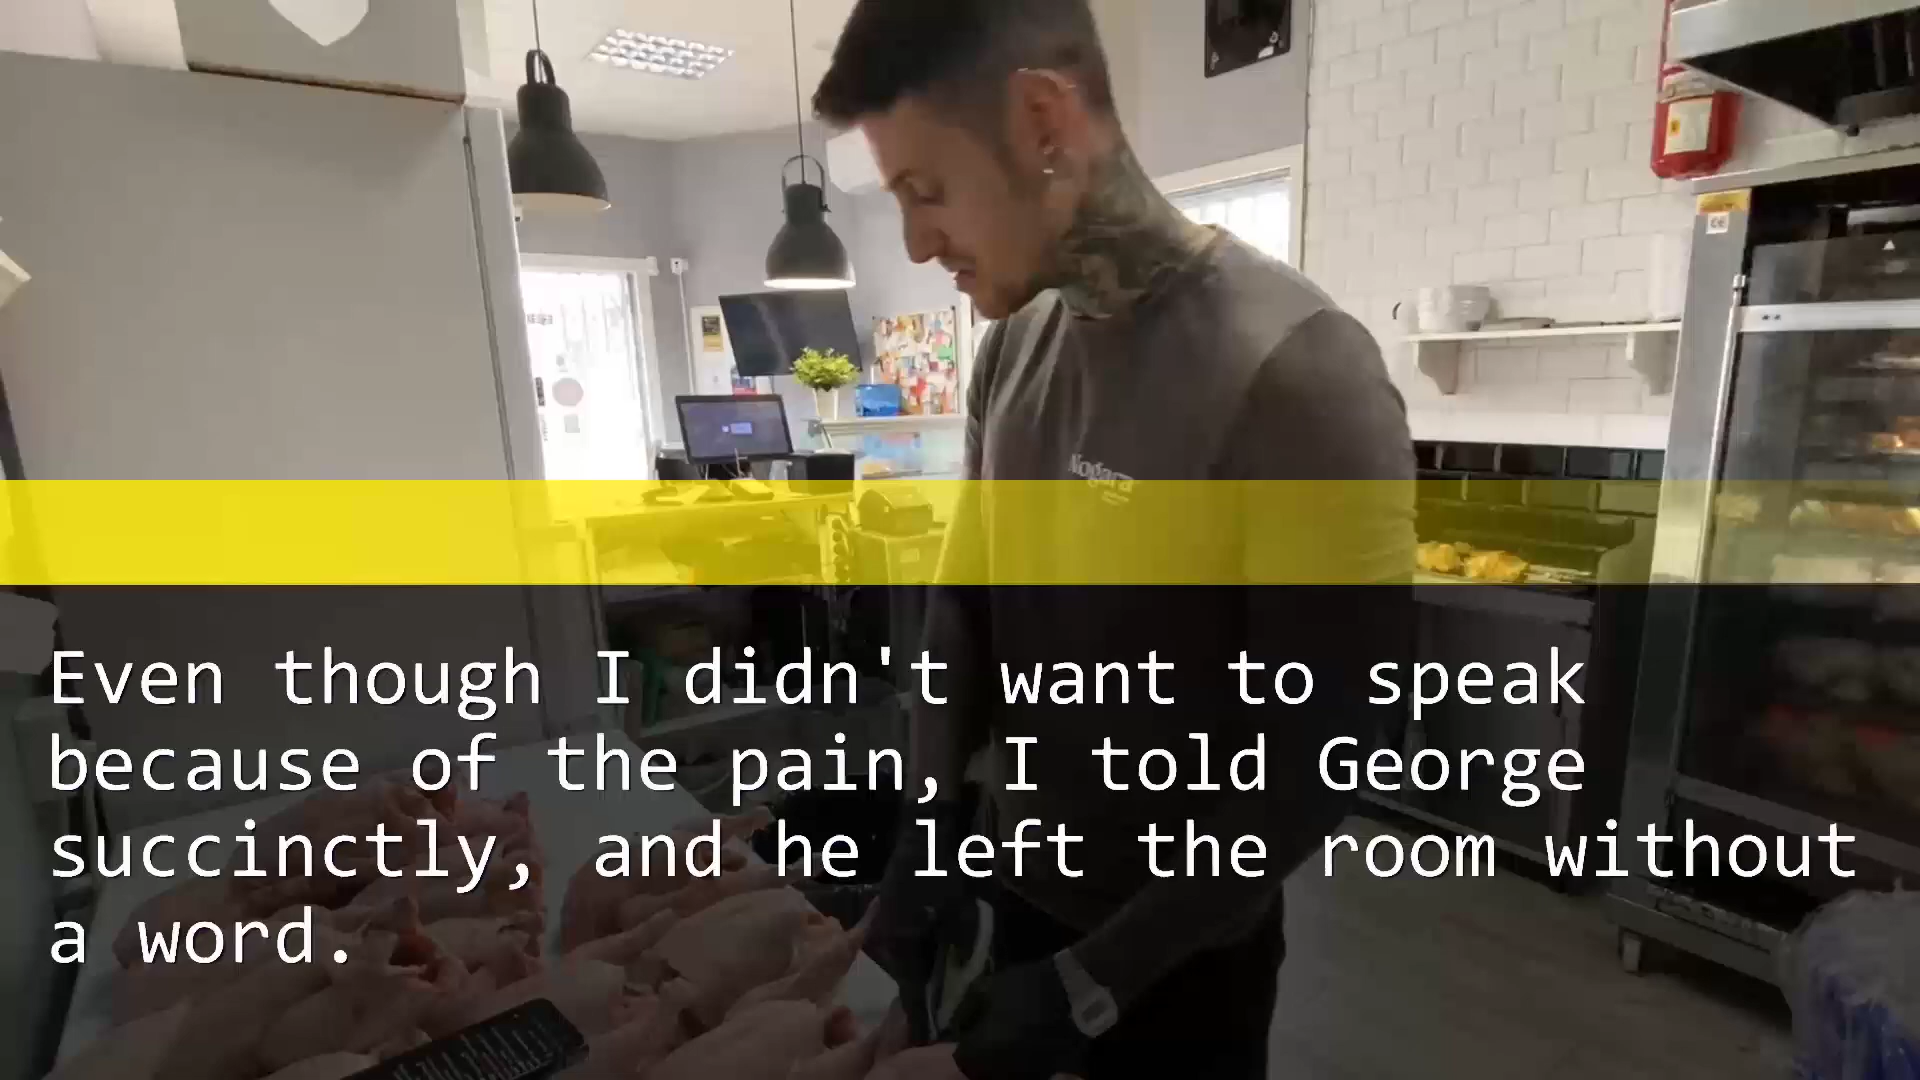 Nogara
Even though I didn't want to speak
because of the pain, I told George
succinctly, and he left the room without
a word.